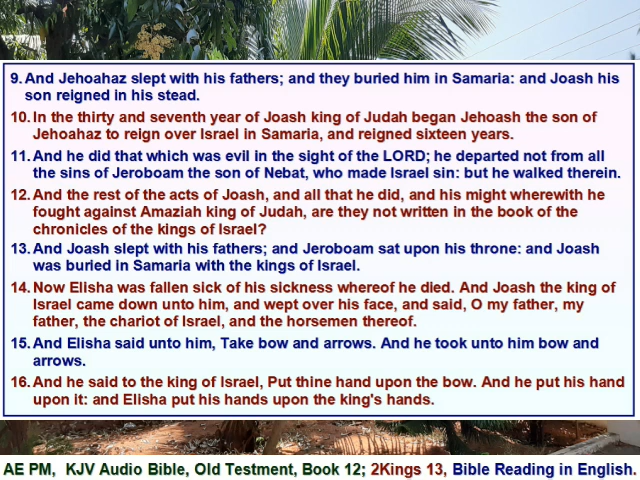 9. And Jehoahaz slept with his fathers; and they buried him in Samaria: and Joash his
son reigned in his stead.
10. In the thirty and seventh year of Joash king of Judah began Jehoash the son of
Jehoahaz to reign over Israel in Samaria, and reigned sixteen years.
11. And he did that which was evil in the sight of the LORD; he departed not from all
the sins of Jeroboam the son of Nebat, who made Israel sin: but he walked therein.
12. And the rest of the acts of Joash, and all that he did, and his might wherewith he
fought against Amaziah king of Judah, are they not written in the book of the
chronicles of the kings of Israel?
13. And Joash slept with his fathers; and Jeroboam sat upon his throne: and Joash
was buried in Samaria with the kings of Israel.
14. Now Elisha was fallen sick of his sickness whereof he died. And Joash the king of
Israel came down unto him, and wept over his face, and said, O my father, my
father, the chariot of Israel, and the horsemen thereof.
15. And Elisha said unto him, Take bow and arrows. And he took unto him bow and
arrows.
16. And he said to the king of Israel, Put thine hand upon the bow. And he put his hand
upon it: and Elisha put his hands upon the king's hands.
AE PM, KJV Audio Bible, Old Testment, Book 12; 2Kings 13, Bible Reading in English.